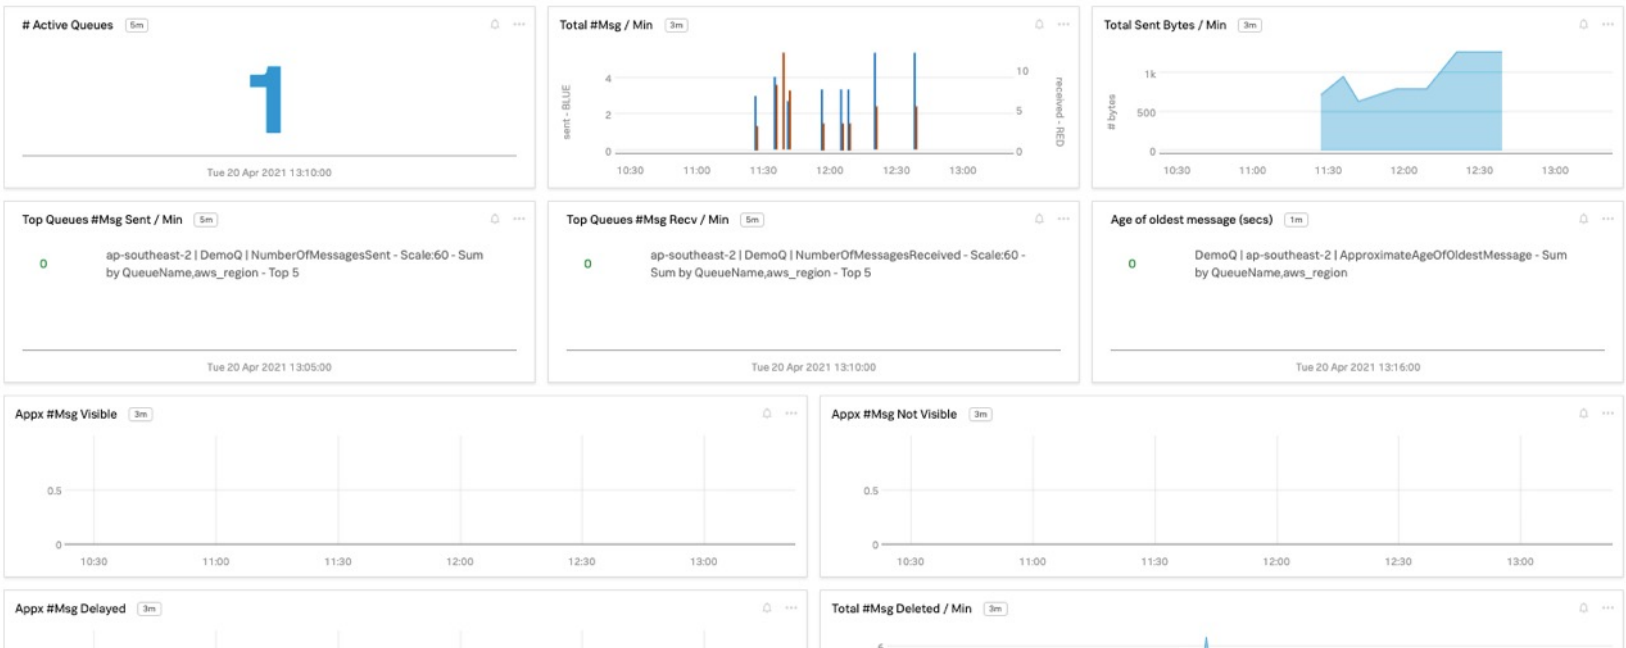 # Active Queues 5m
1
Tue 20 Apr 2021 13:10:00
Total #Msg / Min 3m
sent - BLUE
4
2
0
10
5
0
received - RED
10:30 11:00 11:30 12:00 12:30 13:00
Total Sent Bytes / Min 3m
# bytes
1k
500
0
10:30 11:00 11:30 12:00 12:30 13:00
Top Queues #Msg Sent / Min 5m
0
ap-southeast-2 | DemoQ | NumberOfMessagesSent - Scale:60 - Sum
by QueueName,aws_region - Top 5
Tue 20 Apr 2021 13:05:00
Top Queues #Msg Recv / Min 5m
0
ap-southeast-2 | DemoQ | NumberOfMessagesReceived - Scale:60 -
Sum by QueueName,aws_region - Top 5
Tue 20 Apr 2021 13:10:00
Age of oldest message (secs) 1m
0
DemoQ | ap-southeast-2 | ApproximateAgeOfOldestMessage - Sum
by QueueName,aws_region
Tue 20 Apr 2021 13:16:00
Appx #Msg Visible 3m
0.5
0
10:30 11:00 11:30 12:00 12:30 13:00
Appx #Msg Not Visible 3m
0.5
0
10:30 11:00 11:30 12:00 12:30 13:00
Appx #Msg Delayed 3m
Total #Msg Deleted / Min 3m